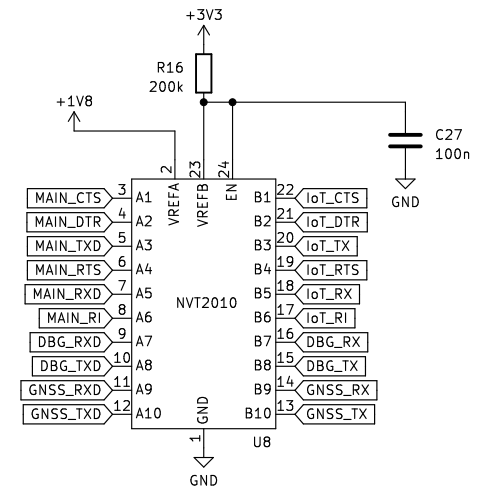 +3V3
R16
200k
+1V8
C27
100n
GND
2 23 24
VREFA VREFB EN
MAIN_CTS 3 A1 B1 22 IoT_CTS
MAIN_DTR 4 A2 B2 21 IoT_DTR
MAIN_TXD 5 A3 B3 20 IoT_TX
MAIN_RTS 6 A4 B4 19 IoT_RTS
MAIN_RXD 7 A5 B5 18 IoT_RX
NVT2010
MAIN_RI 8 A6 B6 17 IoT_RI
DBG_RXD 9 A7 B7 16 DBG_RX
DBG_TXD 10 A8 B8 15 DBG_TX
GNSS_RXD 11 A9 B9 14 GNSS_RX
GNSS_TXD 12 A10 B10 13 GNSS_TX
GND
1
U8
GND